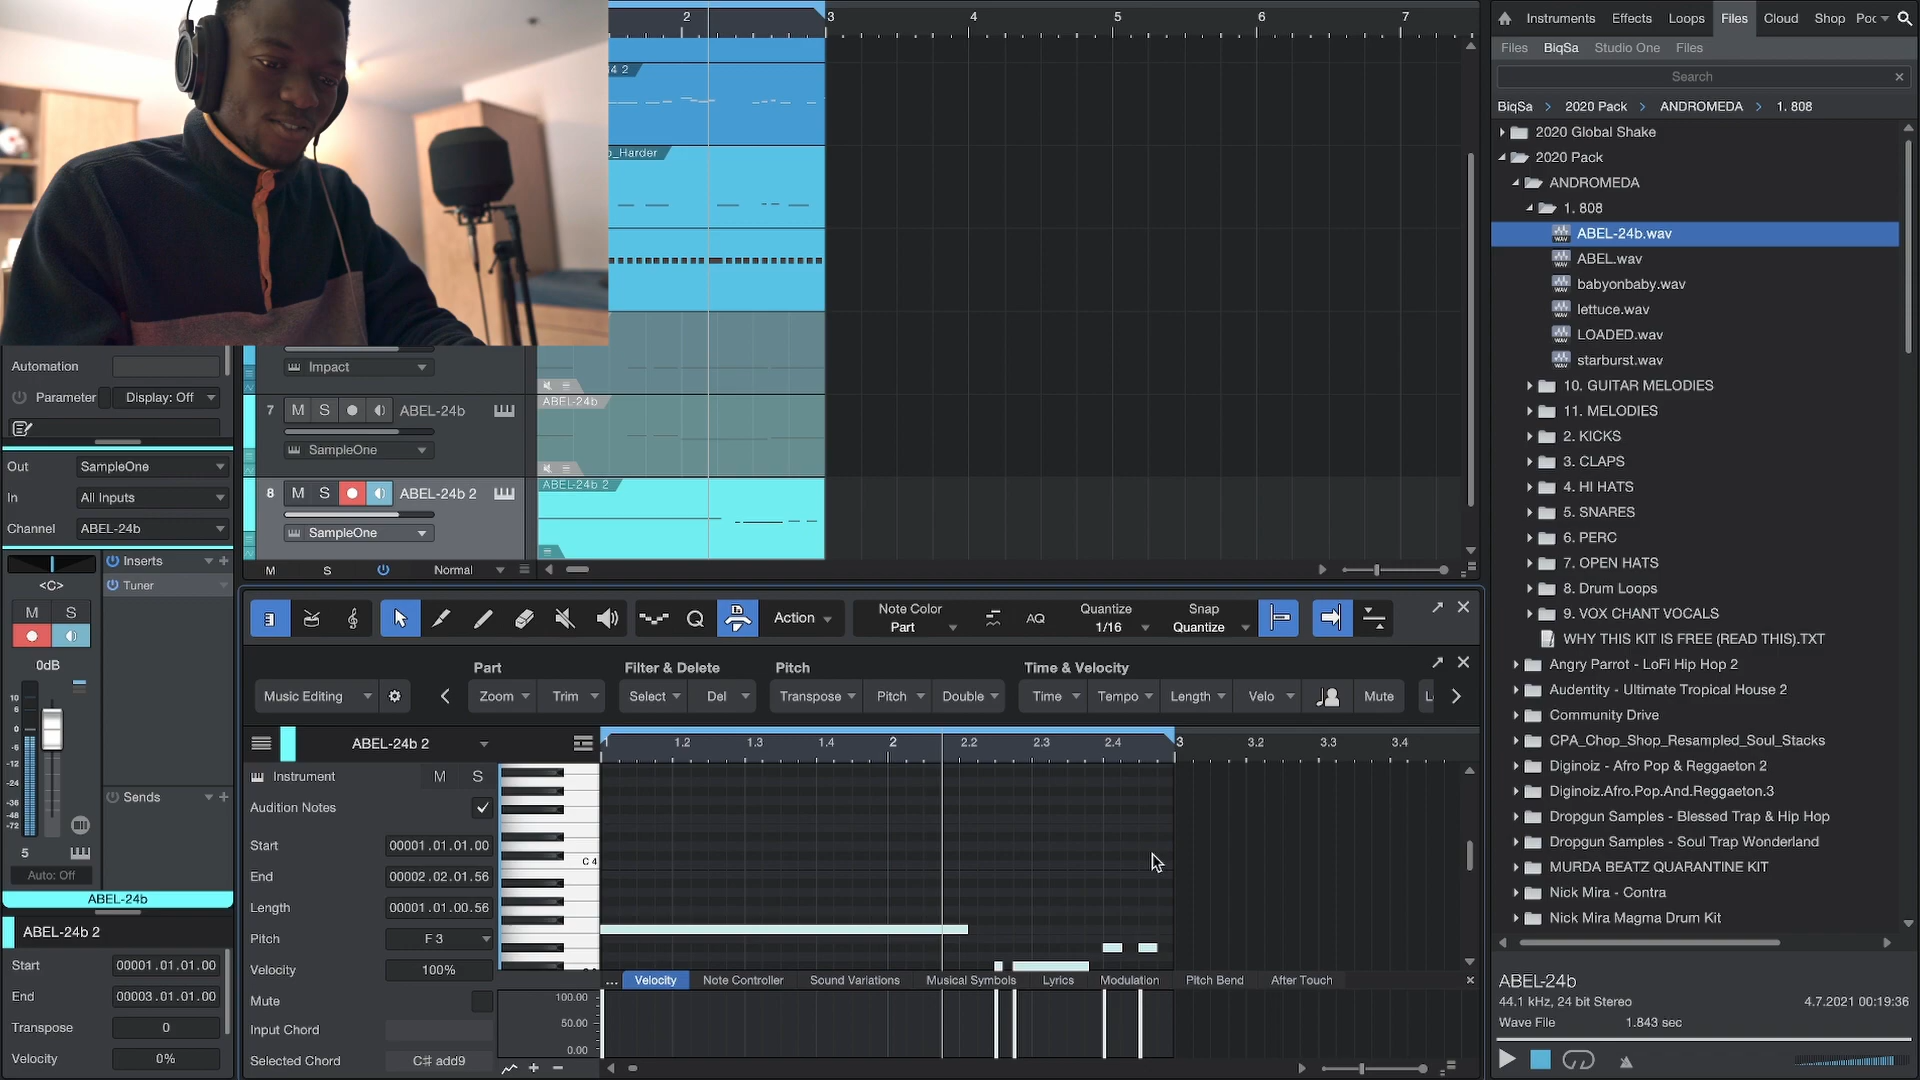 2 3 4 5 6 7
4 2
o_Harder
Automation
Parameter Display: Off
Out SampleOne
In All Inputs
Channel ABEL-24b
Impact
7 M S ABEL-24b
SampleOne
ABEL-24b
8 M S ABEL-24b 2
SampleOne
ABEL-24b 2
M S Normal
Inserts
<C> Tuner
M S
0dB
10
6
0
-6
-12
-24
-36
-48
-72
Sends
5
Auto: Off
ABEL-24b
ABEL-24b 2
Start 00001.01.01.00
End 00003.01.01.00
Transpose 0
Velocity 0%
Action
Note Color
Part
AQ
Quantize
1/16
Snap
Quantize
Part Filter & Delete Pitch Time & Velocity
Music Editing Zoom Trim Select Del Transpose Pitch Double Time Tempo Length Velo Mute
ABEL-24b 2
1 1.2 1.3 1.4 2 2.2 2.3 2.4 3 3.2 3.3 3.4
Instrument M S
Audition Notes
Start 00001.01.01.00
End 00002.02.01.56
Length 00001.01.00.56
Pitch F 3
Velocity 100%
Mute
Input Chord
Selected Chord C# add9
C 4
... Velocity Note Controller Sound Variations Musical Symbols Lyrics Modulation Pitch Bend After Touch
100.00
50.00
0.00
Instruments Effects Loops Files Cloud Shop Poc
Files BiqSa Studio One Files
Search
BiqSa > 2020 Pack > ANDROMEDA > 1. 808
2020 Global Shake
2020 Pack
ANDROMEDA
1. 808
ABEL-24b.wav
ABEL.wav
babyonbaby.wav
lettuce.wav
LOADED.wav
starburst.wav
10. GUITAR MELODIES
11. MELODIES
2. KICKS
3. CLAPS
4. HI HATS
5. SNARES
6. PERC
7. OPEN HATS
8. Drum Loops
9. VOX CHANT VOCALS
WHY THIS KIT IS FREE (READ THIS).TXT
Angry Parrot - LoFi Hip Hop 2
Audentity - Ultimate Tropical House 2
Community Drive
CPA_Chop_Shop_Resampled_Soul_Stacks
Diginoiz - Afro Pop & Reggaeton 2
Diginoiz.Afro.Pop.And.Reggaeton.3
Dropgun Samples - Blessed Trap & Hip Hop
Dropgun Samples - Soul Trap Wonderland
MURDA BEATZ QUARANTINE KIT
Nick Mira - Contra
Nick Mira Magma Drum Kit
ABEL-24b
44.1 kHz, 24 bit Stereo 4.7.2021 00:19:36
Wave File 1.843 sec